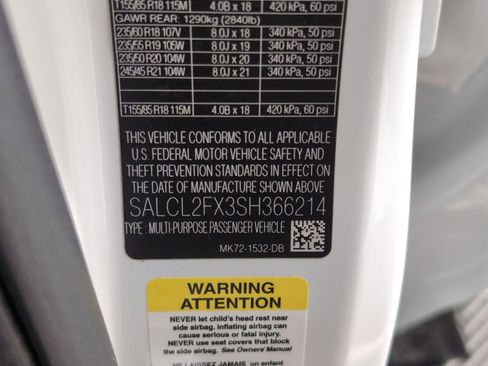 T155/85 R18 115M 4.0B x 18 420 kPa, 60 psi
GAWR REAR: 1290kg (2840lb)
235/60 R18 107V 8.0J x 18 340 kPa, 50 psi
235/55 R19 105W 8.0J x 19 340 kPa, 50 psi
235/50 R20 104W 8.0J x 20 340 kPa, 50 psi
245/45 R21 104W 8.0J x 21 340 kPa, 50 psi
T155/85 R18 115M 4.0B x 18 420 kPa, 60 psi
THIS VEHICLE CONFORMS TO ALL APPLICABLE
U.S. FEDERAL MOTOR VEHICLE SAFETY AND
THEFT PREVENTION STANDARDS IN EFFECT ON
THE DATE OF MANUFACTURE SHOWN ABOVE
SALCL2FX3SH366214
TYPE : MULTI-PURPOSE PASSENGER VEHICLE
MK72-1532-DB
WARNING
ATTENTION
NEVER let child's head rest near
side airbag. inflating airbag can
cause serious or fatal injury.
NEVER use seat covers that block
the side airbag. See Owners' Manual
NE LAISSEZ JAMAIS un enfant